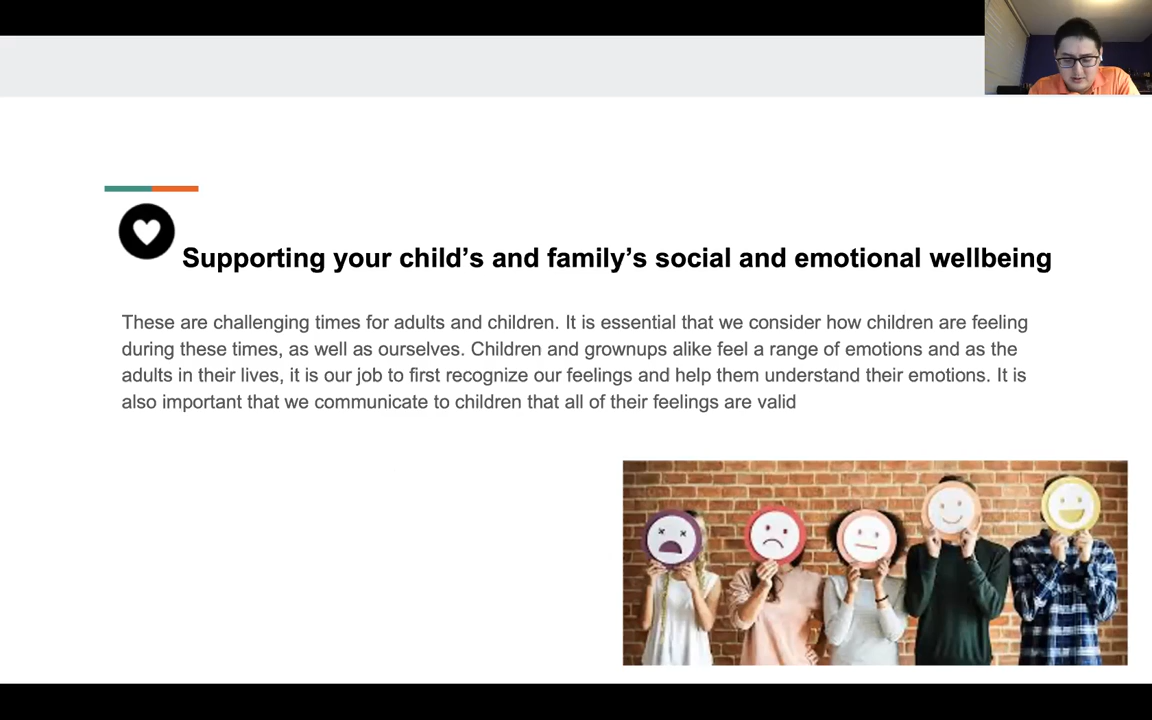 Supporting your child’s and family’s social and emotional wellbeing
These are challenging times for adults and children. It is essential that we consider how children are feeling
during these times, as well as ourselves. Children and grownups alike feel a range of emotions and as the
adults in their lives, it is our job to first recognize our feelings and help them understand their emotions. It is
also important that we communicate to children that all of their feelings are valid